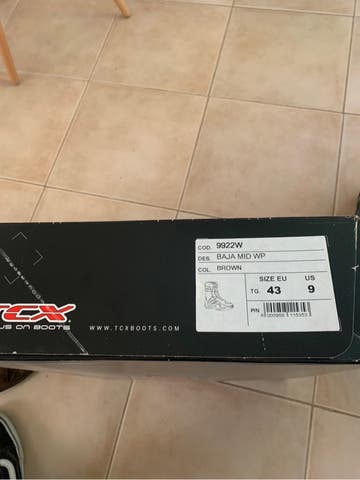 COD. 9922W
DES. BAJA MID WP
COL. BROWN
SIZE EU US
TG. 43 9
P/N
TCX
US ON BOOTS
WWW.TCXBOOTS.COM